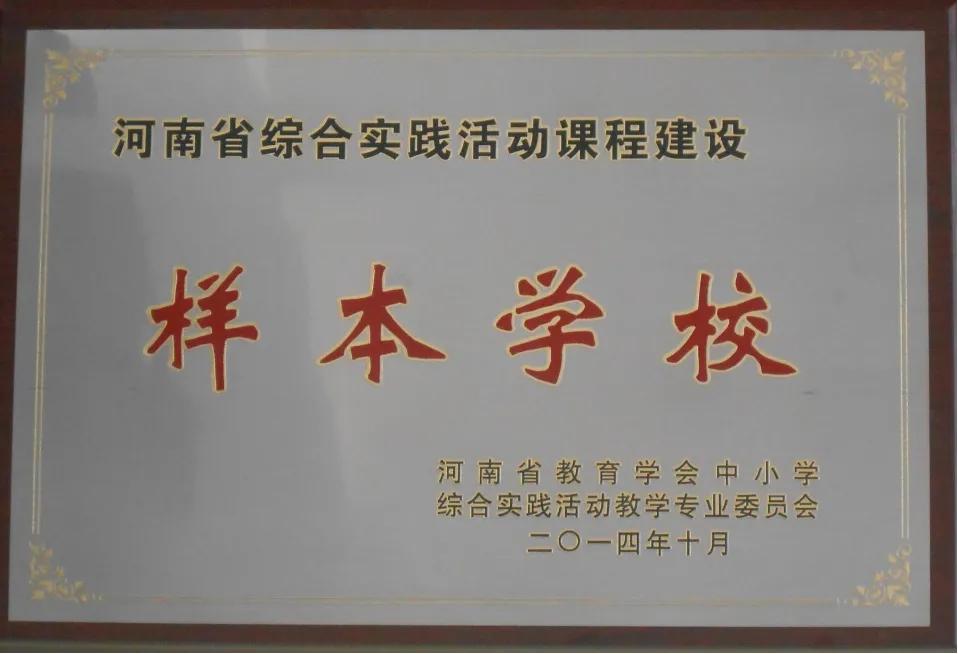 河南省综合实践活动课程建设
样本学校
河南省教育学会中小学
综合实践活动教学专业委员会
二〇一四年十月